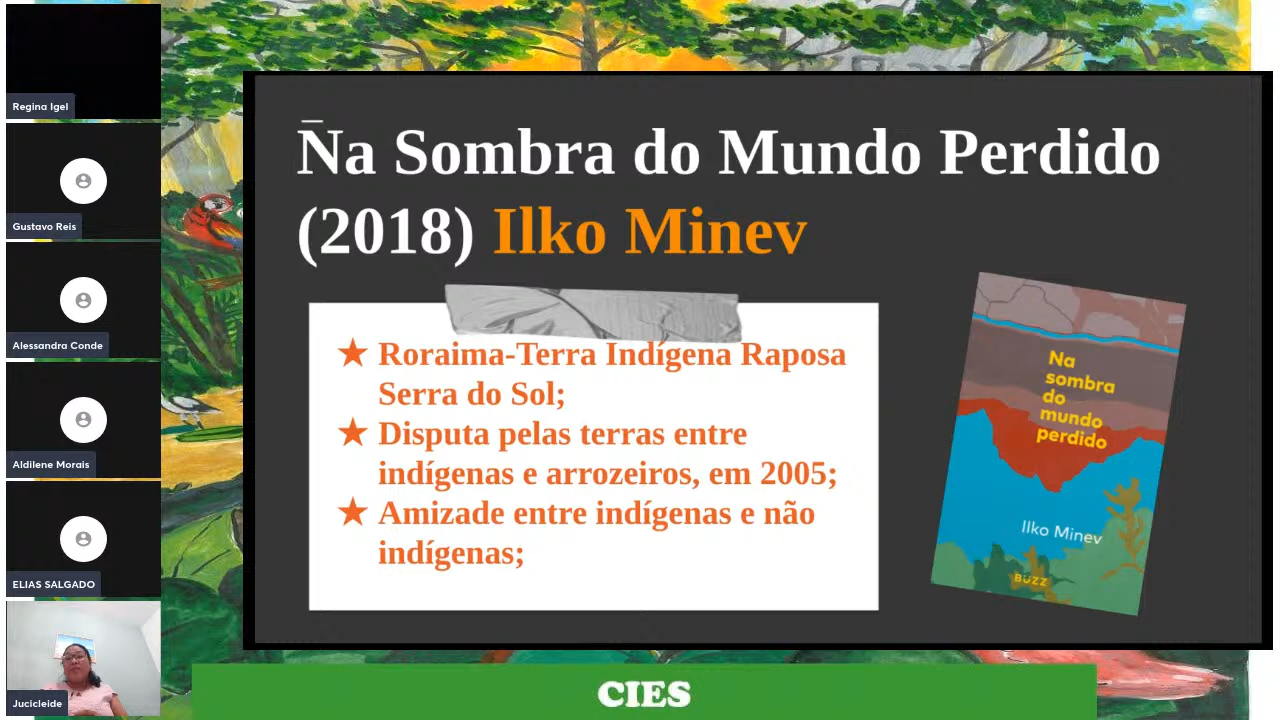 Regina Igel
Gustavo Reis
Alessandra Conde
Aldilene Morais
ELIAS SALGADO
Jucicleide
Na Sombra do Mundo Perdido
(2018) Ilko Minev
★ Roraima-Terra Indígena Raposa
Serra do Sol;
★ Disputa pelas terras entre
indígenas e arrozeiros, em 2005;
★ Amizade entre indígenas e não
indígenas;
Na
sombra
do
mundo
perdido
Ilko Minev
BUZZ
CIES